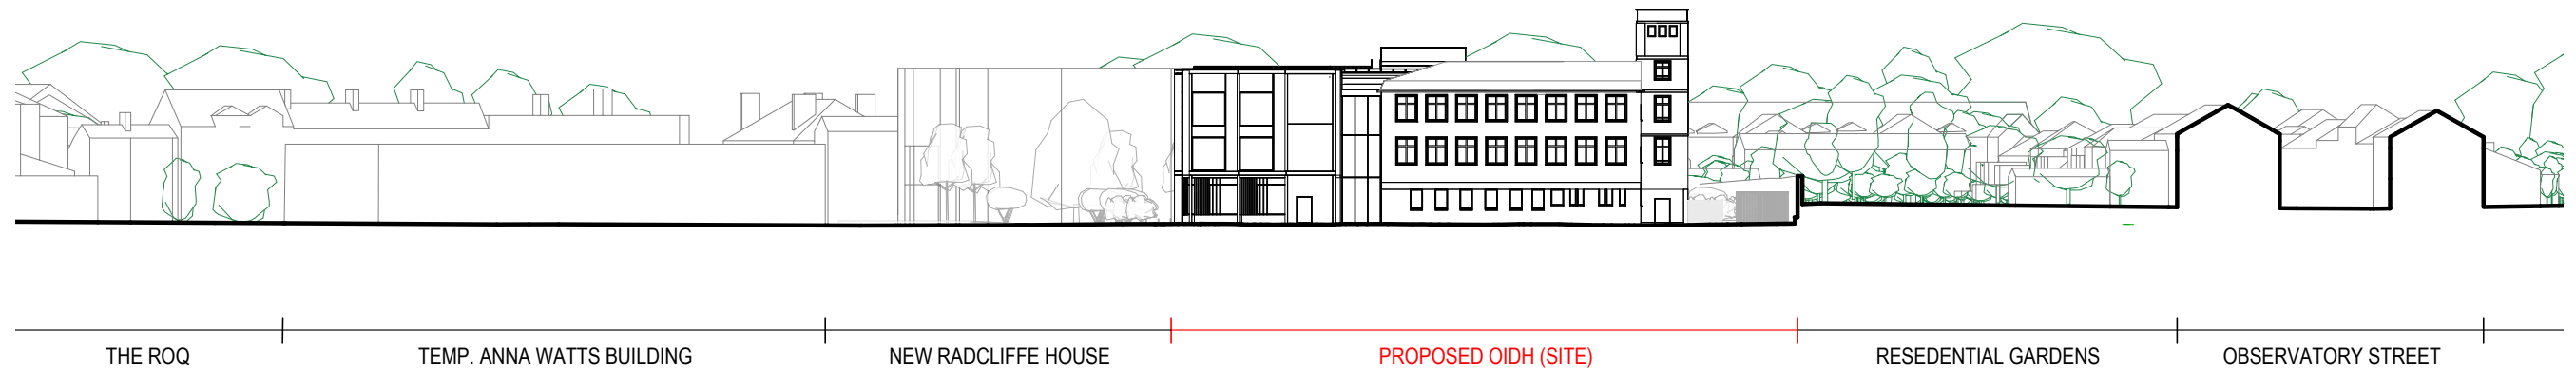 THE ROQ
TEMP. ANNA WATTS BUILDING
NEW RADCLIFFE HOUSE
PROPOSED OIDH (SITE)
RESEDENTIAL GARDENS
OBSERVATORY STREET